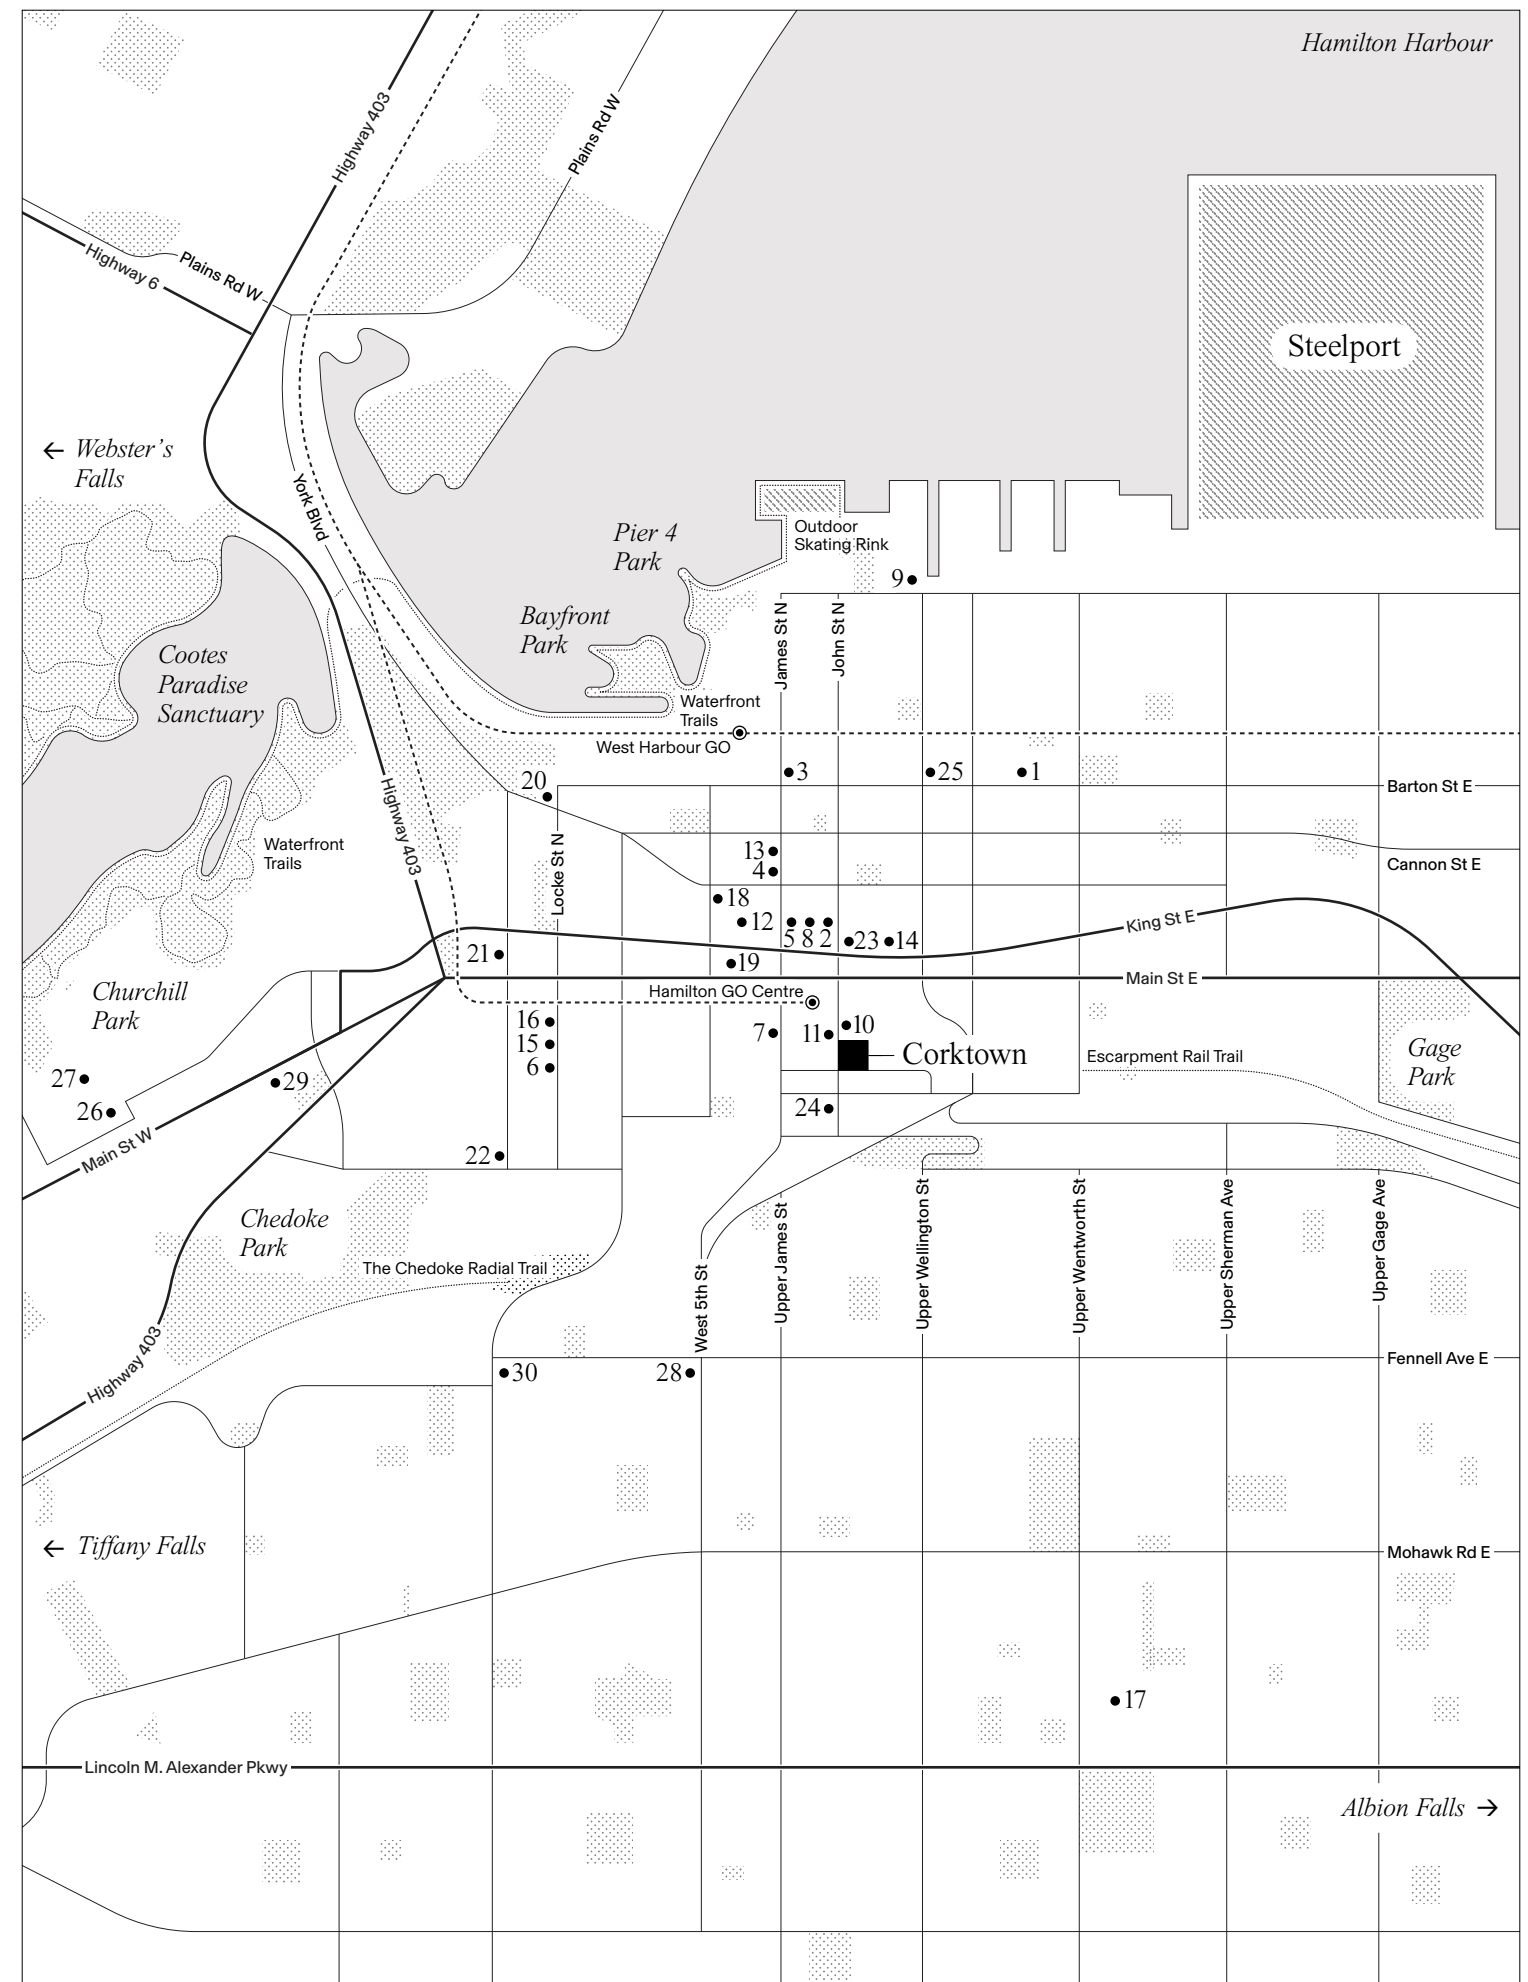 Hamilton Harbour
Highway 403
Plains Rd W
Highway 6
Plains Rd W
Steelport
← Webster’s
Falls
York Blvd
Pier 4
Park
Outdoor
Skating Rink
9
Bayfront
Park
James St N
John St N
Cootes
Paradise
Sanctuary
Waterfront
Trails
West Harbour GO
3
25
1
20
Barton St E
Highway 403
Waterfront
Trails
Locke St N
13
4
Cannon St E
18
12
5
8
2
23
14
King St E
21
19
Main St E
Churchill
Park
Hamilton GO Centre
16
15
6
7
11
10
Corktown
Escarpment Rail Trail
Gage
Park
27
26
29
24
Main St W
22
Chedoke
Park
The Chedoke Radial Trail
West 5th St
Upper James St
Upper Wellington St
Upper Wentworth St
Upper Sherman Ave
Upper Gage Ave
Highway 403
Fennell Ave E
30
28
← Tiffany Falls
Mohawk Rd E
17
Lincoln M. Alexander Pkwy
Albion Falls →